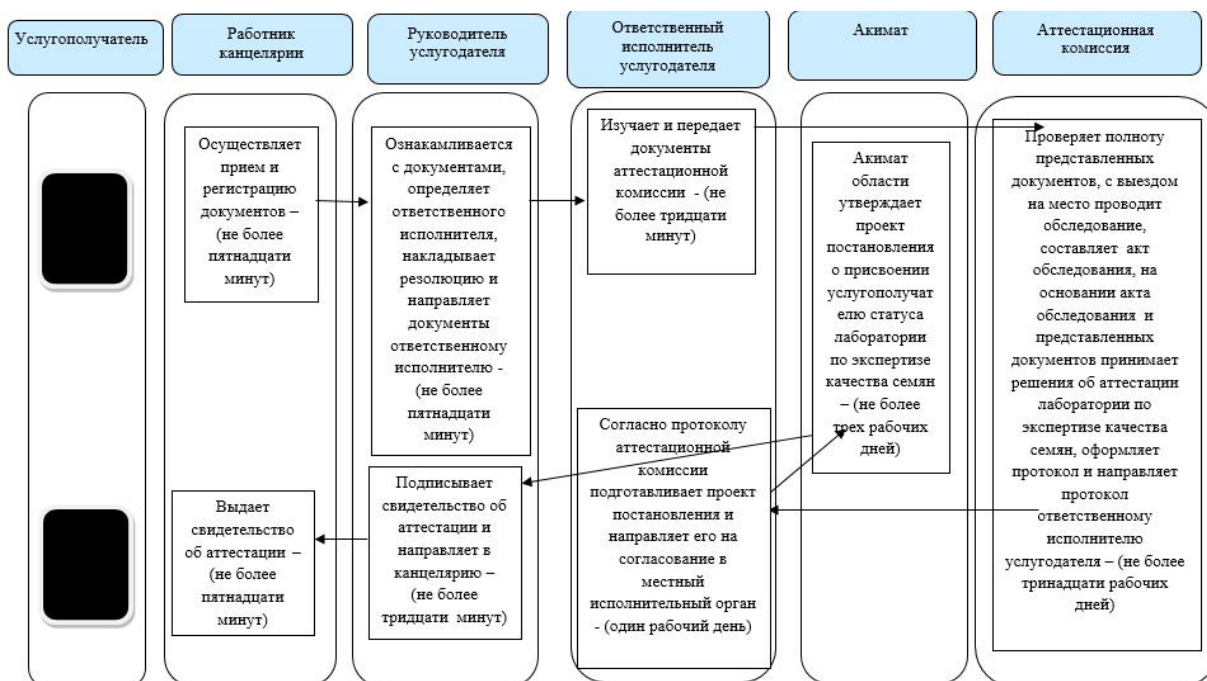 Услугополучатель
Работник
канцелярии
Руководитель
услугодателя
Ответственный
исполнитель
услугодателя
Акимат
Аттестационная
комиссия
Осуществляет
прием и
регистрацию
документов –
(не более
пятнадцати
минут)
Ознакамливается
с документами,
определяет
ответственного
исполнителя,
накладывает
резолюцию и
направляет
документы
ответственному
исполнителю -
(не более
пятнадцати
минут)
Изучает и передает
документы
аттестационной
комиссии - (не
более тридцати
минут)
Акимат
области
утверждает
проект
постановления
о присвоении
услугополучат
елю статуса
лаборатории
по экспертизе
качества семян
– (не более
трех рабочих
дней)
Проверяет полноту
представленных
документов, с выездом
на место проводит
обследование,
составляет акт
обследования, на
основании акта
обследования и
представленных
документов принимает
решения об аттестации
лаборатории по
экспертизе качества
семян, оформляет
протокол и направляет
протокол
ответственному
исполнителю
услугодателя – (не более
тринадцати рабочих
дней)
Согласно протоколу
аттестационной
комиссии
подготавливает проект
постановления и
направляет его на
согласование в
местный
исполнительный орган
- (один рабочий день)
Подписывает
свидетельство об
аттестации и
направляет в
канцелярию –
(не более
тридцати минут)
Выдает
свидетельство
об аттестации –
(не более
пятнадцати
минут)